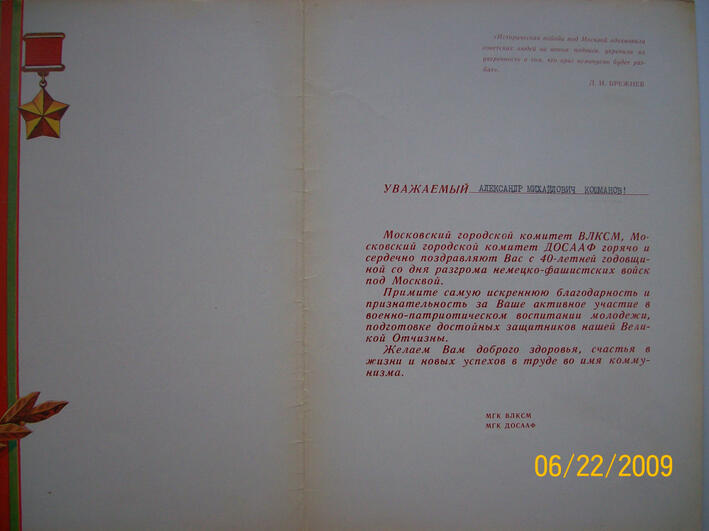 «Историческая победа под Москвой вдохновила
советских людей на новые подвиги, укрепила их
уверенность в том, что враг неминуемо будет раз-
бит».
Л. И. БРЕЖНЕВ
УВАЖАЕМЫЙ АЛЕКСАНДР МИХАЙЛОВИЧ КОШМАНОВ!
Московский городской комитет ВЛКСМ, Мо-
сковский городской комитет ДОСААФ горячо и
сердечно поздравляют Вас с 40-летней годовщи-
ной со дня разгрома немецко-фашистских войск
под Москвой.
Примите самую искреннюю благодарность и
признательность за Ваше активное участие в
военно-патриотическом воспитании молодежи,
подготовке достойных защитников нашей Вели-
кой Отчизны.
Желаем Вам доброго здоровья, счастья в
жизни и новых успехов в труде во имя комму-
низма.
МГК ВЛКСМ
МГК ДОСААФ
06/22/2009